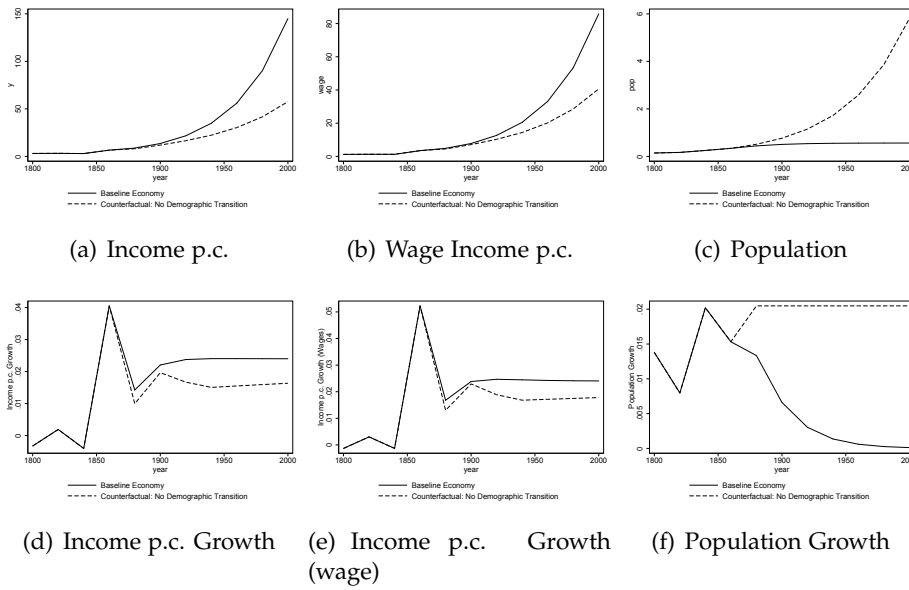 150
100
50
0
y
1800 1850 1900 1950 2000
year
Baseline Economy
Counterfactual: No Demographic Transition
(a) Income p.c.
80
60
40
20
0
wage
1800 1850 1900 1950 2000
year
Baseline Economy
Counterfactual: No Demographic Transition
(b) Wage Income p.c.
6
4
2
0
pop
1800 1850 1900 1950 2000
year
Baseline Economy
Counterfactual: No Demographic Transition
(c) Population
.04
.03
.02
.01
0
Income p.c. Growth
1800 1850 1900 1950 2000
year
Baseline Economy
Counterfactual: No Demographic Transition
(d) Income p.c. Growth
.05
.04
.03
.02
.01
0
Income p.c. Growth (Wages)
1800 1850 1900 1950 2000
year
Baseline Economy
Counterfactual: No Demographic Transition
(e) Income p.c. Growth
(wage)
.02
.015
.01
.005
0
Population Growth
1800 1850 1900 1950 2000
year
Baseline Economy
Counterfactual: No Demographic Transition
(f) Population Growth